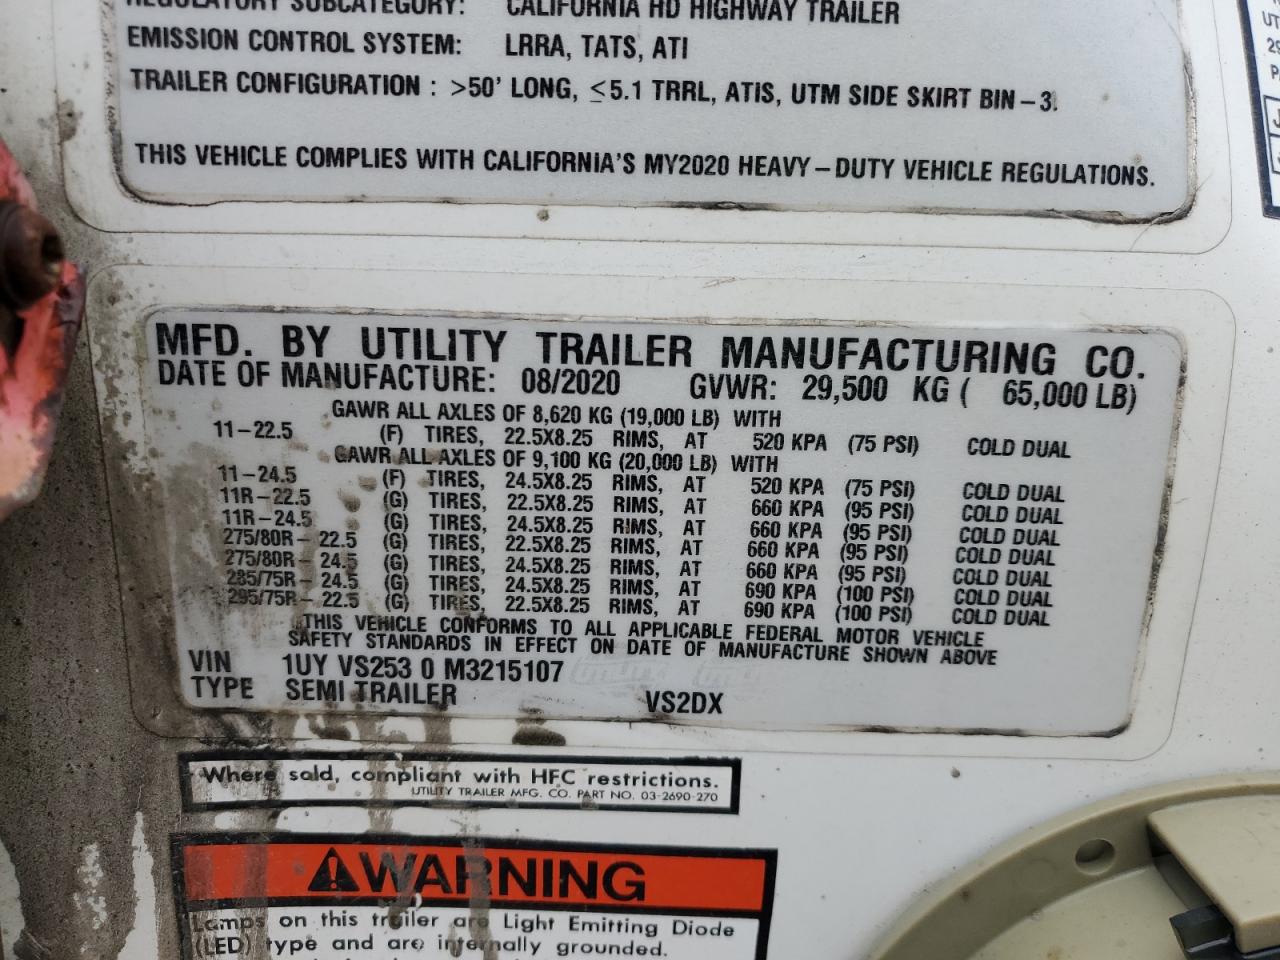 REGULATORY SUBCATEGORY: CALIFORNIA HD HIGHWAY TRAILER
EMISSION CONTROL SYSTEM: LRRA, TATS, ATI
TRAILER CONFIGURATION : >50' LONG, ≤5.1 TRRL, ATIS, UTM SIDE SKIRT BIN-3.
THIS VEHICLE COMPLIES WITH CALIFORNIA'S MY2020 HEAVY-DUTY VEHICLE REGULATIONS.
MFD. BY UTILITY TRAILER MANUFACTURING CO.
DATE OF MANUFACTURE: 08/2020 GVWR: 29,500 KG ( 65,000 LB)
GAWR ALL AXLES OF 8,620 KG (19,000 LB) WITH
11-22.5 (F) TIRES, 22.5X8.25 RIMS, AT 520 KPA (75 PSI) COLD DUAL
GAWR ALL AXLES OF 9,100 KG (20,000 LB) WITH
11-24.5 (F) TIRES, 24.5X8.25 RIMS, AT 520 KPA (75 PSI) COLD DUAL
11R-22.5 (G) TIRES, 22.5X8.25 RIMS, AT 660 KPA (95 PSI) COLD DUAL
11R-24.5 (G) TIRES, 24.5X8.25 RIMS, AT 660 KPA (95 PSI) COLD DUAL
275/80R-22.5 (G) TIRES, 22.5X8.25 RIMS, AT 660 KPA (95 PSI) COLD DUAL
275/80R-24.5 (G) TIRES, 24.5X8.25 RIMS, AT 660 KPA (95 PSI) COLD DUAL
285/75R-24.5 (G) TIRES, 24.5X8.25 RIMS, AT 690 KPA (100 PSI) COLD DUAL
295/75R-22.5 (G) TIRES, 22.5X8.25 RIMS, AT 690 KPA (100 PSI) COLD DUAL
THIS VEHICLE CONFORMS TO ALL APPLICABLE FEDERAL MOTOR VEHICLE
SAFETY STANDARDS IN EFFECT ON DATE OF MANUFACTURE SHOWN ABOVE
VIN 1UY VS253 0 M3215107
TYPE SEMI TRAILER VS2DX
Where sold, compliant with HFC restrictions.
UTILITY TRAILER MFG. CO. PART NO. 03-2690-270
WARNING
Lamps on this trailer are Light Emitting Diode
(LED) type and are internally grounded.